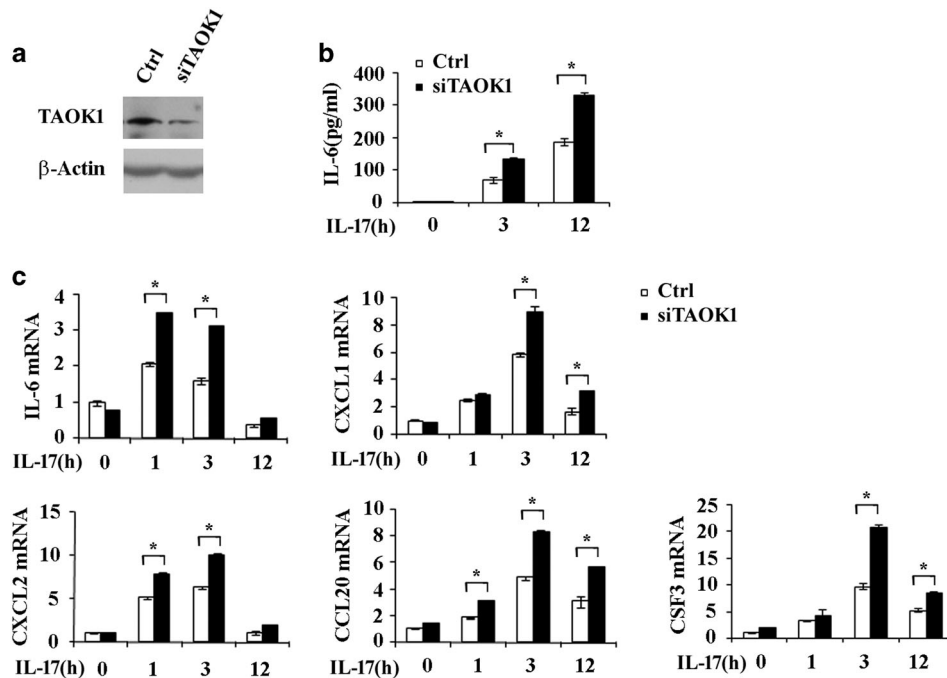 a
Ctrl siTAOK1
TAOK1
β-Actin
b
Ctrl
siTAOK1
IL-6(pg/ml)
400
300
200
100
0
* *
IL-17(h) 0 3 12
c
Ctrl
siTAOK1
IL-6 mRNA
4
3
2
1
0
* *
IL-17(h) 0 1 3 12
CXCL1 mRNA
10
8
6
4
2
0
* *
IL-17(h) 0 1 3 12
CXCL2 mRNA
15
10
5
0
* *
IL-17(h) 0 1 3 12
CCL20 mRNA
10
8
6
4
2
0
* * *
IL-17(h) 0 1 3 12
CSF3 mRNA
25
20
15
10
5
0
* *
IL-17(h) 0 1 3 12